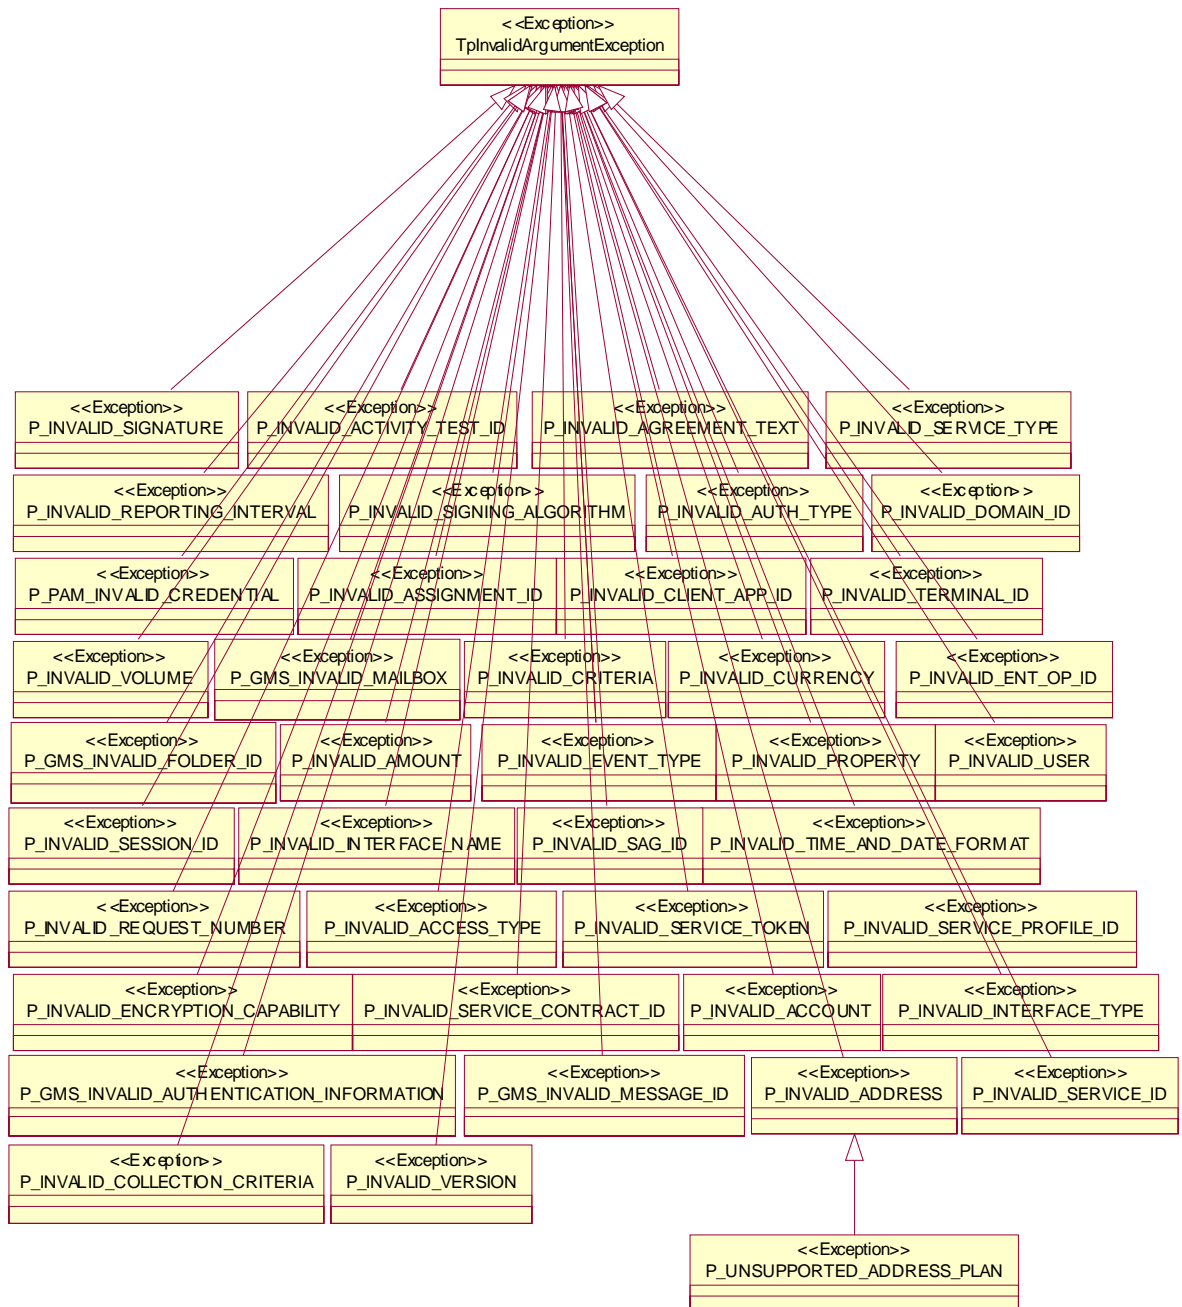 <<Exception>>
TpInvalidArgumentException
<<Exception>>
P_INVALID_SIGNATURE
<<Exception>>
P_INVALID_ACTIVITY_TEST_ID
<<Exception>>
P_INVALID_AGREEMENT_TEXT
<<Exception>>
P_INVALID_SERVICE_TYPE
<<Exception>>
P_INVALID_REPORTING_INTERVAL
<<Exception>>
P_INVALID_SIGNING_ALGORITHM
<<Exception>>
P_INVALID_AUTH_TYPE
<<Exception>>
P_INVALID_DOMAIN_ID
<<Exception>>
P_PAM_INVALID_CREDENTIAL
<<Exception>>
P_INVALID_ASSIGNMENT_ID
<<Exception>>
P_INVALID_CLIENT_APP_ID
<<Exception>>
P_INVALID_TERMINAL_ID
<<Exception>>
P_INVALID_VOLUME
<<Exception>>
P_GMS_INVALID_MAILBOX
<<Exception>>
P_INVALID_CRITERIA
<<Exception>>
P_INVALID_CURRENCY
<<Exception>>
P_INVALID_ENT_OP_ID
<<Exception>>
P_GMS_INVALID_FOLDER_ID
<<Exception>>
P_INVALID_AMOUNT
<<Exception>>
P_INVALID_EVENT_TYPE
<<Exception>>
P_INVALID_PROPERTY
<<Exception>>
P_INVALID_USER
<<Exception>>
P_INVALID_SESSION_ID
<<Exception>>
P_INVALID_INTERFACE_NAME
<<Exception>>
P_INVALID_SAG_ID
<<Exception>>
P_INVALID_TIME_AND_DATE_FORMAT
<<Exception>>
P_INVALID_REQUEST_NUMBER
<<Exception>>
P_INVALID_ACCESS_TYPE
<<Exception>>
P_INVALID_SERVICE_TOKEN
<<Exception>>
P_INVALID_SERVICE_PROFILE_ID
<<Exception>>
P_INVALID_ENCRYPTION_CAPABILITY
<<Exception>>
P_INVALID_SERVICE_CONTRACT_ID
<<Exception>>
P_INVALID_ACCOUNT
<<Exception>>
P_INVALID_INTERFACE_TYPE
<<Exception>>
P_GMS_INVALID_AUTHENTICATION_INFORMATION
<<Exception>>
P_GMS_INVALID_MESSAGE_ID
<<Exception>>
P_INVALID_ADDRESS
<<Exception>>
P_INVALID_SERVICE_ID
<<Exception>>
P_INVALID_COLLECTION_CRITERIA
<<Exception>>
P_INVALID_VERSION
<<Exception>>
P_UNSUPPORTED_ADDRESS_PLAN